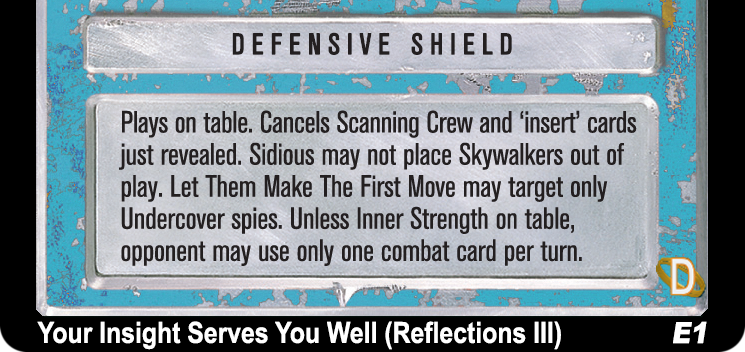 DEFENSIVE SHIELD
Plays on table. Cancels Scanning Crew and ‘insert’ cards
just revealed. Sidious may not place Skywalkers out of
play. Let Them Make The First Move may target only
Undercover spies. Unless Inner Strength on table,
opponent may use only one combat card per turn.
D
Your Insight Serves You Well (Reflections III) E1